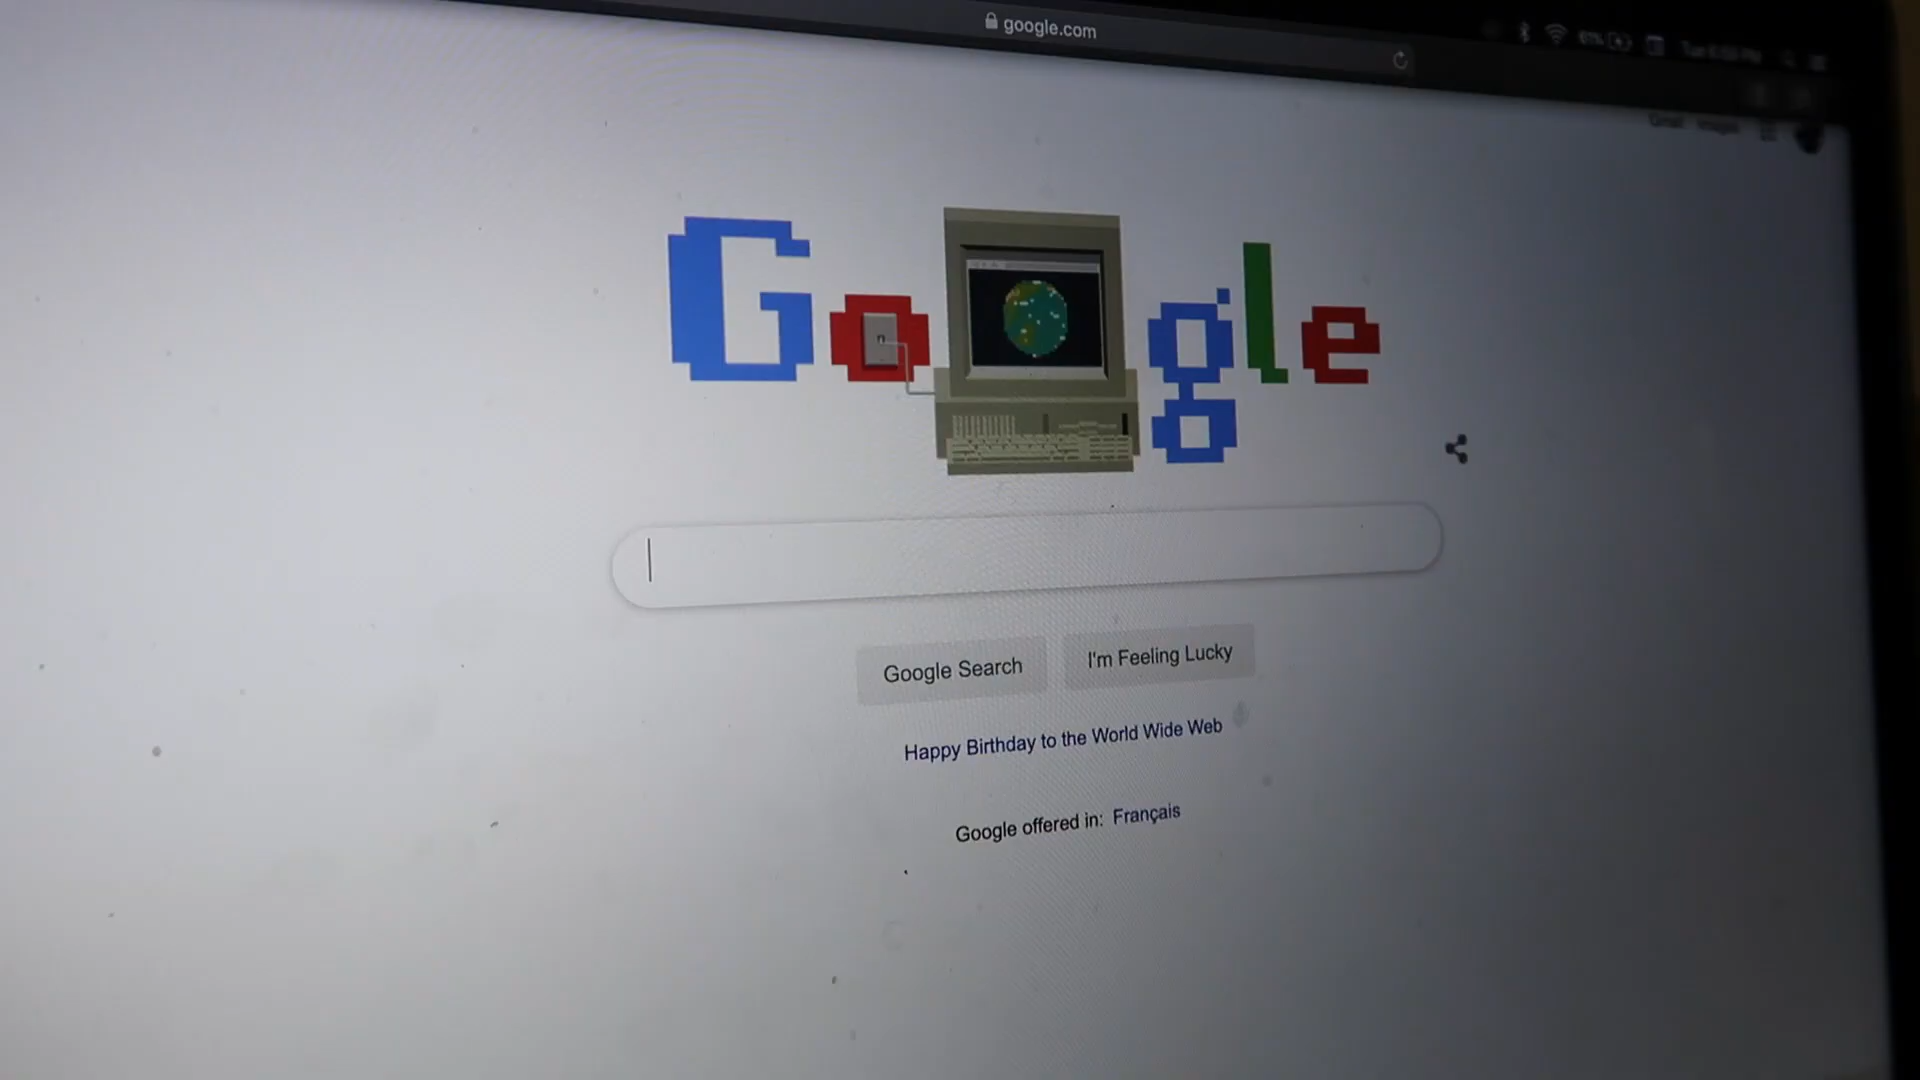 google.com
Google
Google Search
I'm Feeling Lucky
Happy Birthday to the World Wide Web
Google offered in: Français